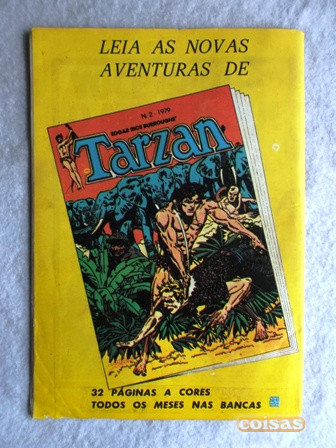 LEIA AS NOVAS
AVENTURAS DE
N.2 1979
EDGAR RICE BURROUGHS'
Tarzan
32 PÁGINAS A CORES
TODOS OS MESES NAS BANCAS
coisas